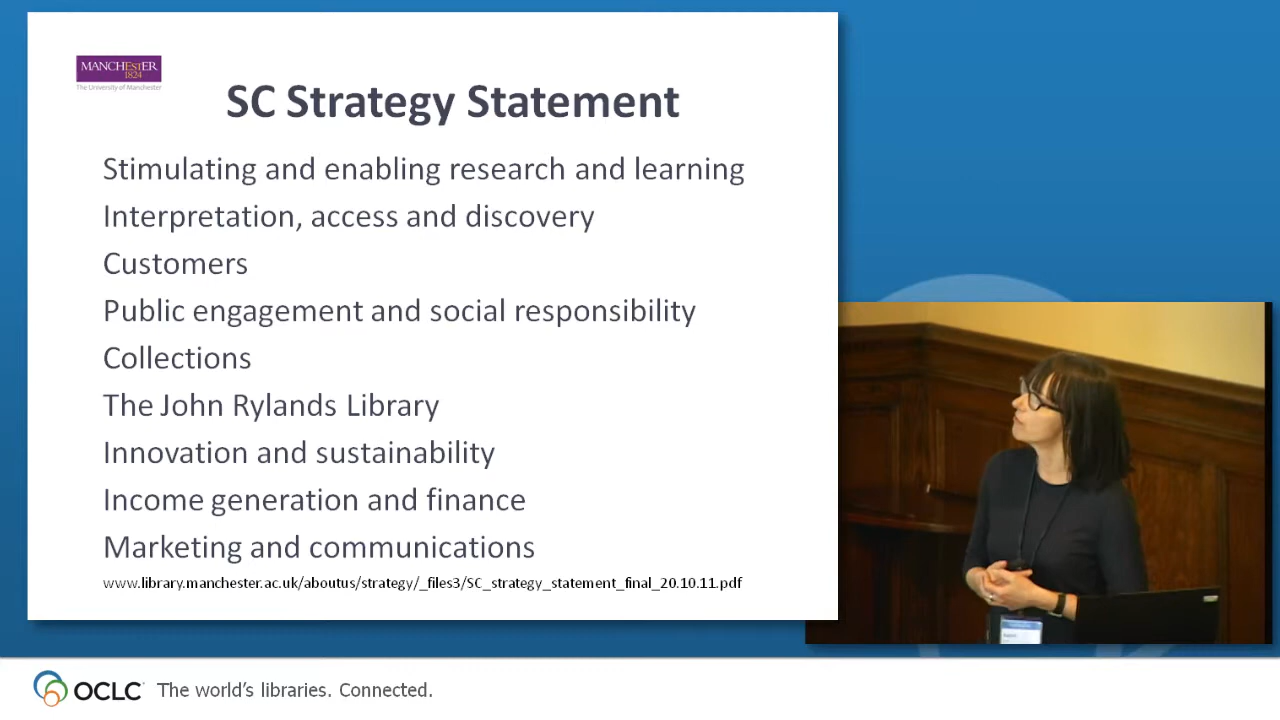 MANCHESTER
1824
The University of Manchester
SC Strategy Statement
Stimulating and enabling research and learning
Interpretation, access and discovery
Customers
Public engagement and social responsibility
Collections
The John Rylands Library
Innovation and sustainability
Income generation and finance
Marketing and communications
www.library.manchester.ac.uk/aboutus/strategy/_files3/SC_strategy_statement_final_20.10.11.pdf
OCLC The world's libraries. Connected.